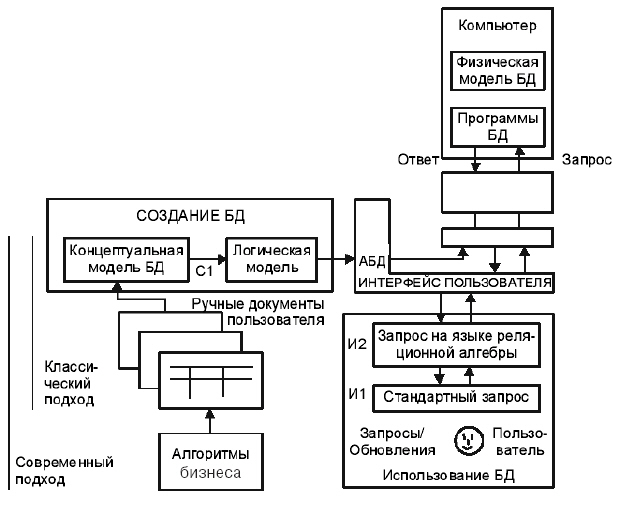 Компьютер
Физическая
модель БД
Программы
БД
Ответ
Запрос
СОЗДАНИЕ БД
Концептуальная
модель БД
С1
Логическая
модель
АБД
ИНТЕРФЕЙС ПОЛЬЗОВАТЕЛЯ
Ручные документы
пользователя
Класси-
ческий
подход
И2
Запрос на языке реля-
ционной алгебры
И1
Стандартный запрос
Запросы/
Обновления
Пользо-
ватель
Использование БД
Алгоритмы
бизнеса
Современный
подход